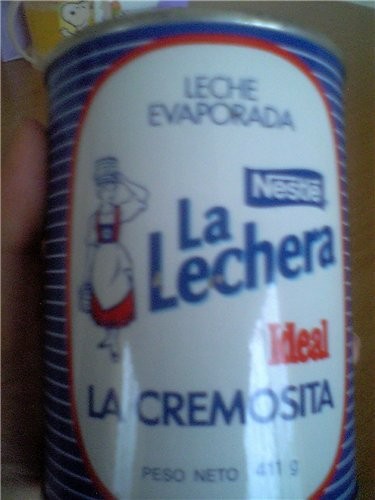 LECHE
EVAPORADA
Nestlé
La
Lechera
Ideal
LA CREMOSITA
PESO NETO 411 g